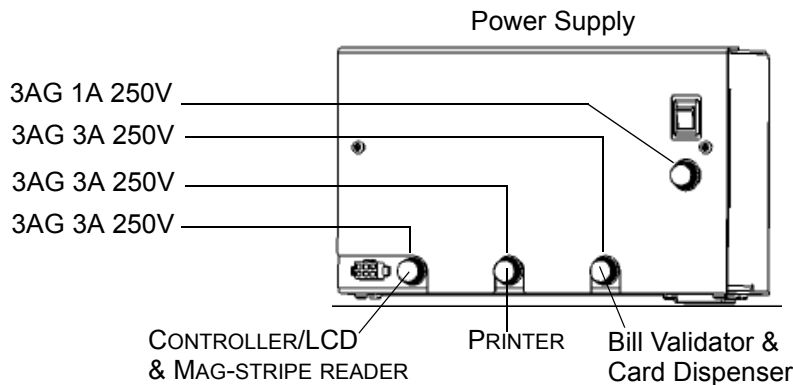 Power Supply
3AG 1A 250V
3AG 3A 250V
3AG 3A 250V
3AG 3A 250V
CONTROLLER/LCD
& MAG-STRIPE READER
PRINTER
Bill Validator &
Card Dispenser